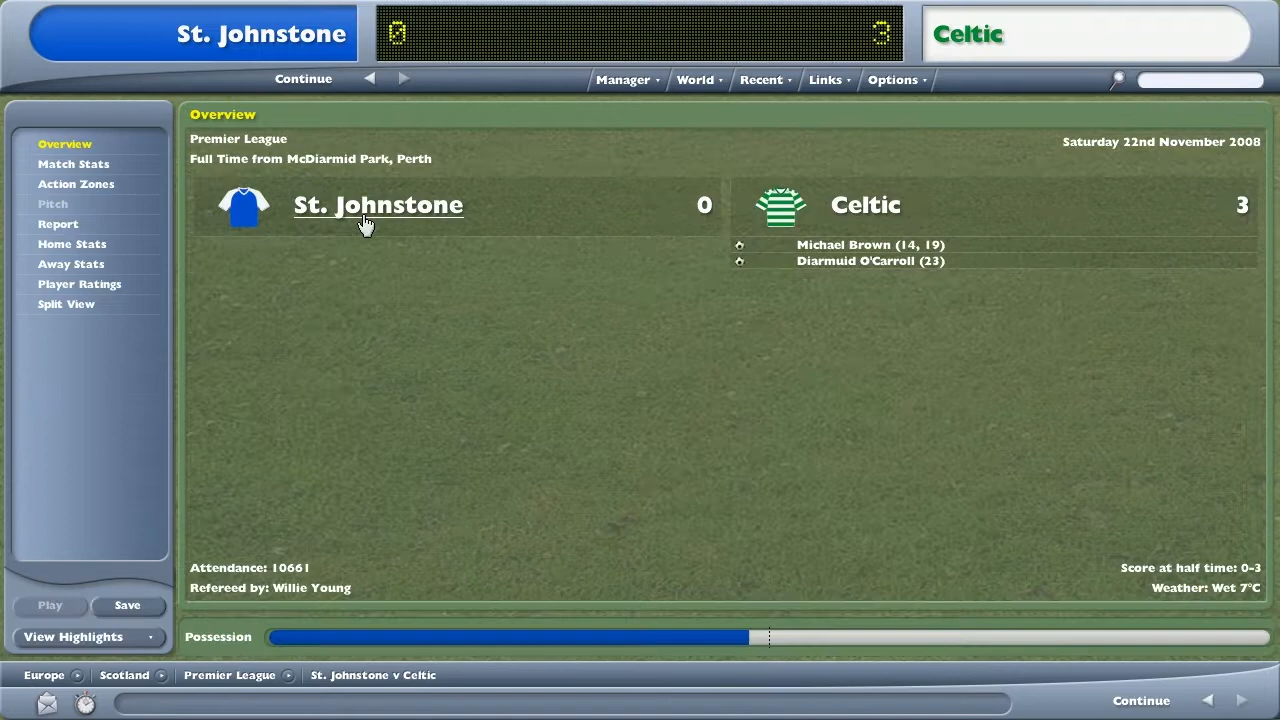 St. Johnstone
0
3
Celtic
Continue
Manager
World
Recent
Links
Options
Overview
Match Stats
Action Zones
Pitch
Report
Home Stats
Away Stats
Player Ratings
Split View
Play
Save
View Highlights
Overview
Premier League
Saturday 22nd November 2008
Full Time from McDiarmid Park, Perth
St. Johnstone 0
Celtic 3
Michael Brown (14, 19)
Diarmuid O'Carroll (23)
Attendance: 10661
Score at half time: 0-3
Refereed by: Willie Young
Weather: Wet 7°C
Possession
Europe
Scotland
Premier League
St. Johnstone v Celtic
Continue